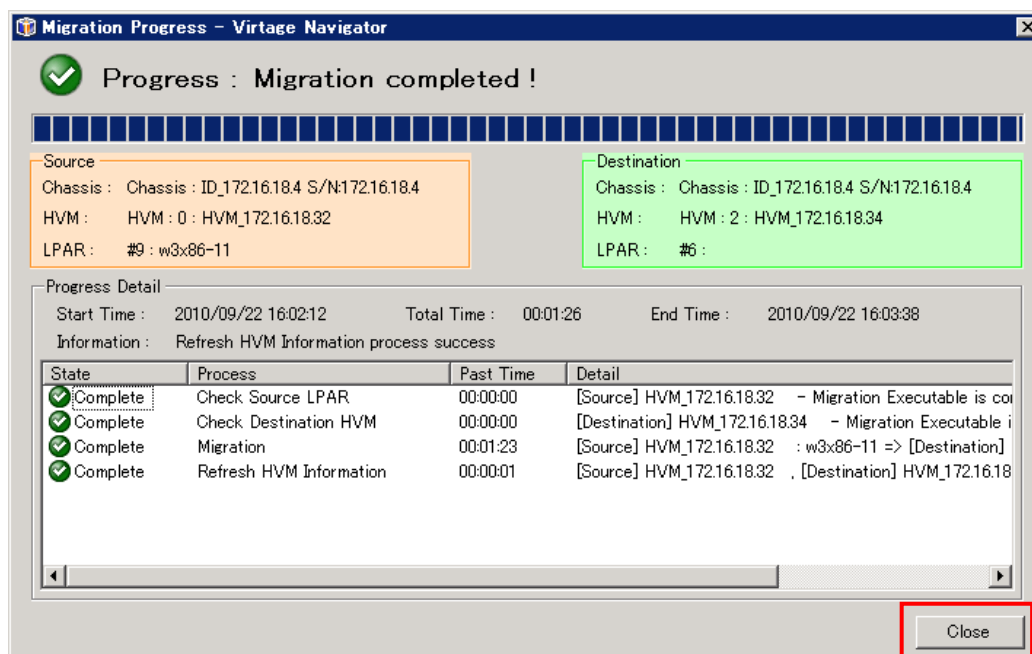 Migration Progress - Virtage Navigator
Progress : Migration completed !
Source
Chassis : Chassis : ID_172.16.18.4 S/N:172.16.18.4
HVM : HVM : 0 : HVM_172.16.18.32
LPAR : #9 : w3x86-11
Destination
Chassis : Chassis : ID_172.16.18.4 S/N:172.16.18.4
HVM : HVM : 2 : HVM_172.16.18.34
LPAR : #6 :
Progress Detail
Start Time : 2010/09/22 16:02:12 Total Time : 00:01:26 End Time : 2010/09/22 16:03:38
Information : Refresh HVM Information process success
State Process Past Time Detail
Complete Check Source LPAR 00:00:00 [Source] HVM_172.16.18.32 - Migration Executable is
Complete Check Destination HVM 00:00:00 [Destination] HVM_172.16.18.34 - Migration Executable
Complete Migration 00:01:23 [Source] HVM_172.16.18.32 : w3x86-11 => [Destination]
Complete Refresh HVM Information 00:00:01 [Source] HVM_172.16.18.32 , [Destination] HVM_172.16.18
Close